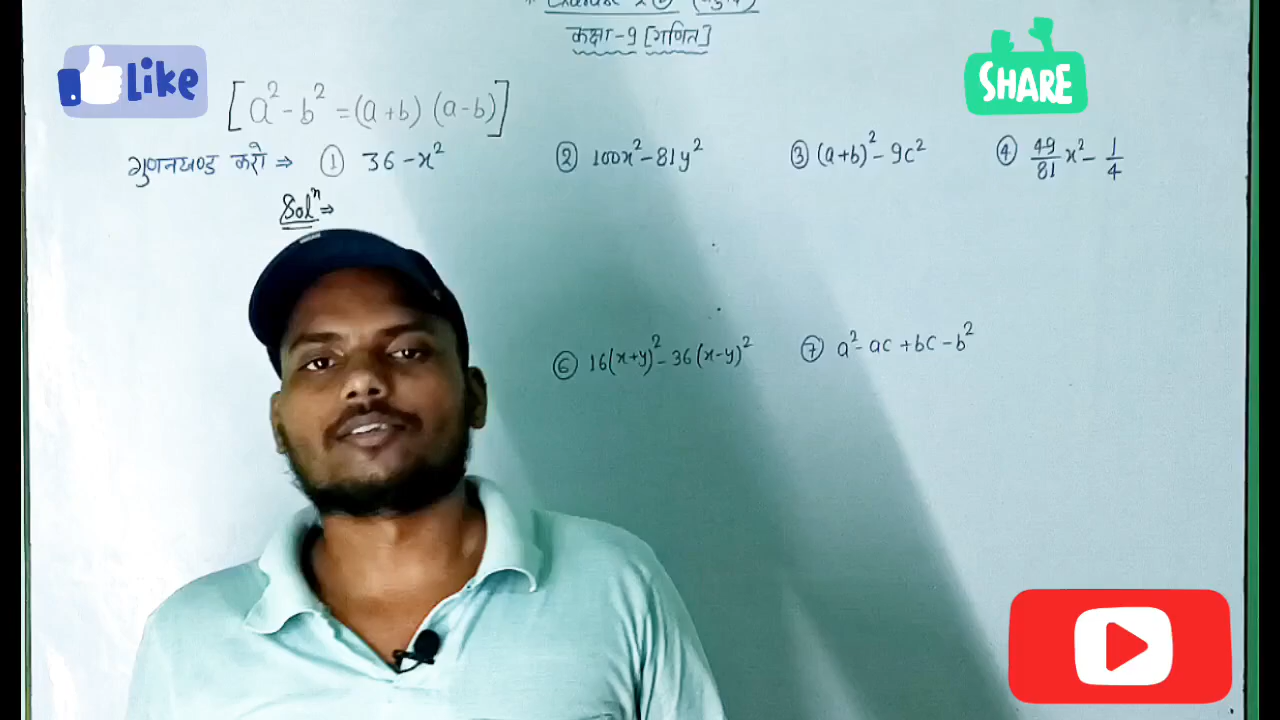 Like
SHARE
कक्षा-9 [गणित]
[a²-b² =(a+b) (a-b)]
गुणनखण्ड करो ⇒ ① 36-x² ② 100x²-81y² ③ (a+b)²-9c² ④ 49/81 x²- 1/4
Solⁿ ⇒
⑥ 16(x+y)²-36(x-y)² ⑦ a²-ac+bc-b²